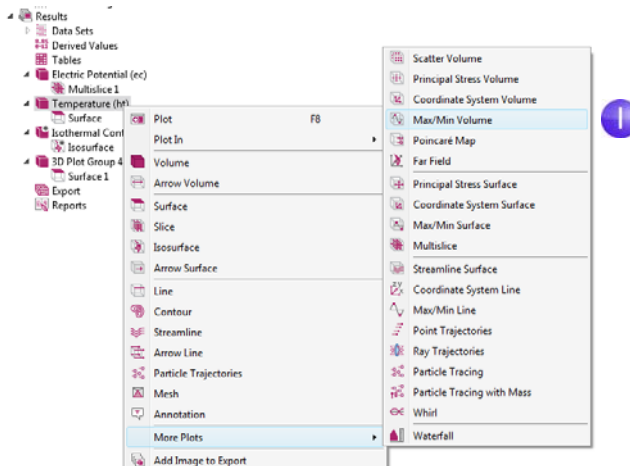 Results
Data Sets
Derived Values
Tables
Electric Potential (ec)
Multislice 1
Temperature (ht)
Surface
Isothermal Cont
Isosurface
3D Plot Group 4
Surface 1
Export
Reports
Plot F8
Plot In
Volume
Arrow Volume
Surface
Slice
Isosurface
Arrow Surface
Line
Contour
Streamline
Arrow Line
Particle Trajectories
Mesh
Annotation
More Plots
Add Image to Export
Scatter Volume
Principal Stress Volume
Coordinate System Volume
Max/Min Volume
Poincaré Map
Far Field
Principal Stress Surface
Coordinate System Surface
Max/Min Surface
Multislice
Streamline Surface
Coordinate System Line
Max/Min Line
Point Trajectories
Ray Trajectories
Particle Tracing
Particle Tracing with Mass
Whirl
Waterfall
1